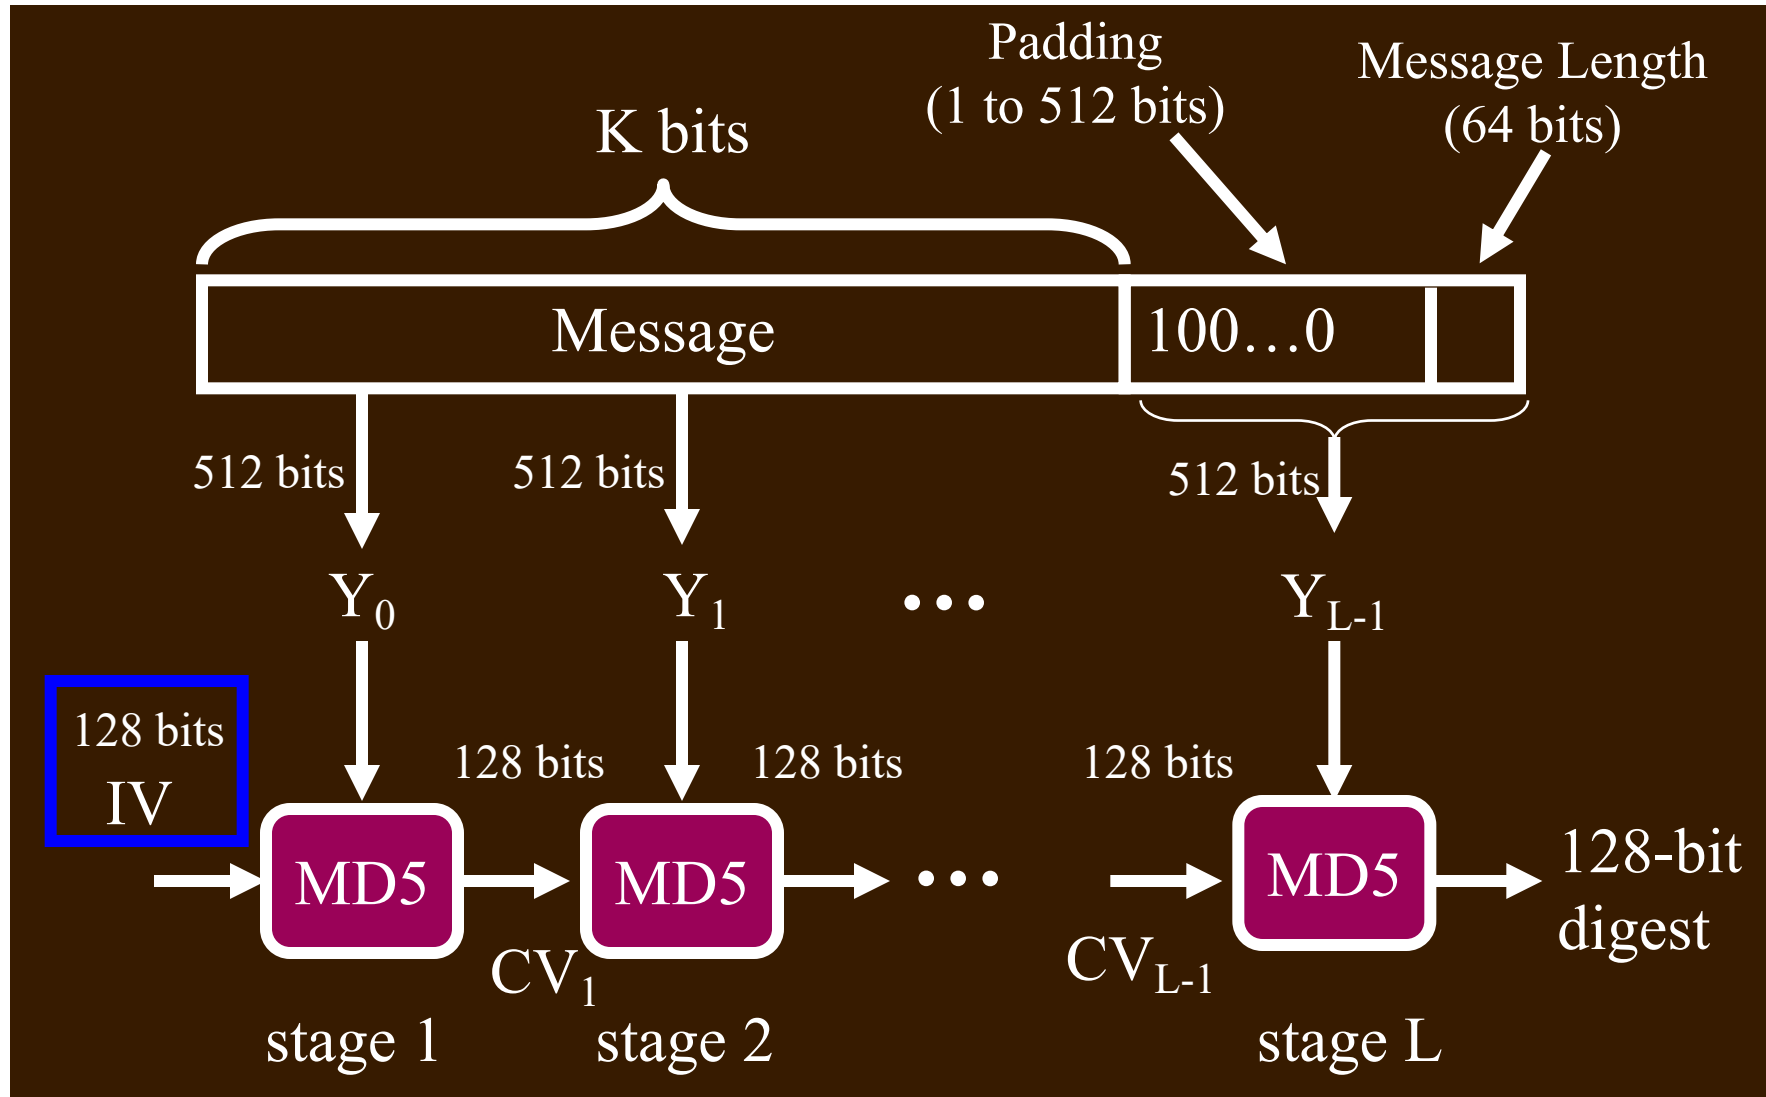 Padding
(1 to 512 bits)
Message Length
(64 bits)
K bits
Message
100…0
512 bits
512 bits
512 bits
Y0
Y1
…
YL-1
128 bits
IV
128 bits
128 bits
128 bits
MD5
MD5
…
MD5
128-bit
digest
CV1
CVL-1
stage 1
stage 2
stage L